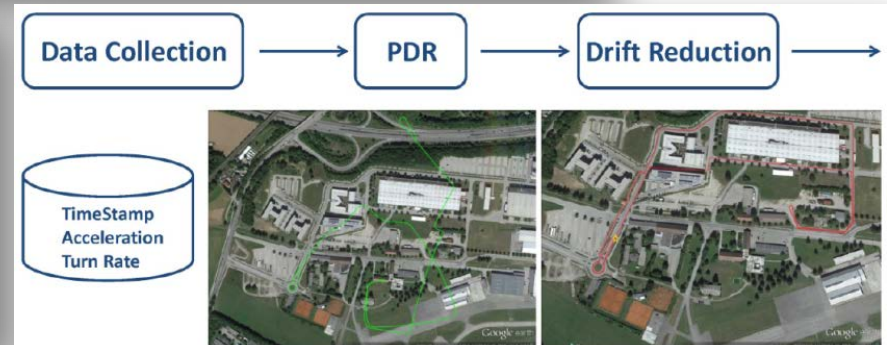 Data Collection
PDR
Drift Reduction
TimeStamp
Acceleration
Turn Rate
Google earth
Google earth